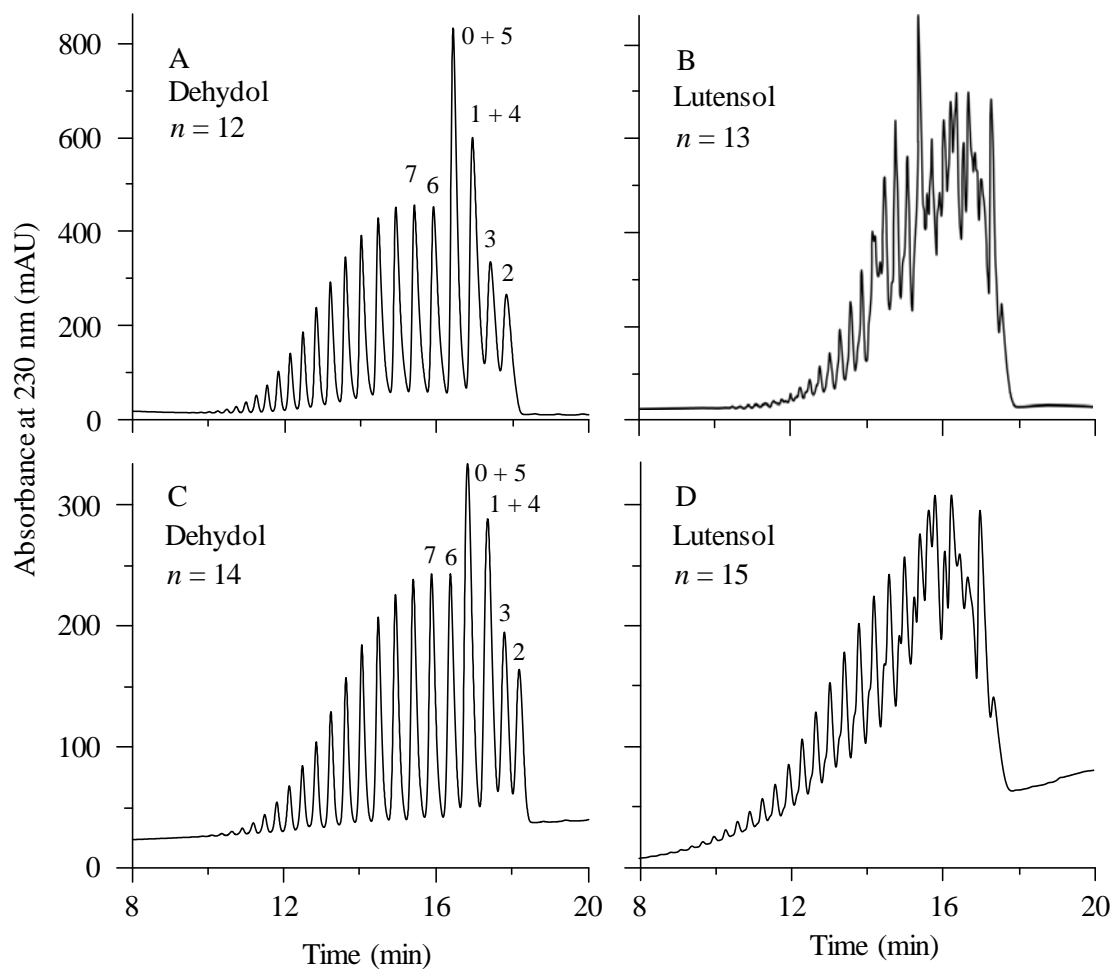 Absorbance at 230 nm (mAU)
800
600
400
200
0
A
Dehydol
n = 12
0 + 5
1 + 4
7
6
3
2
B
Lutensol
n = 13
300
200
100
0
C
Dehydol
n = 14
0 + 5
1 + 4
7
6
3
2
8
12
16
20
Time (min)
D
Lutensol
n = 15
8
12
16
20
Time (min)